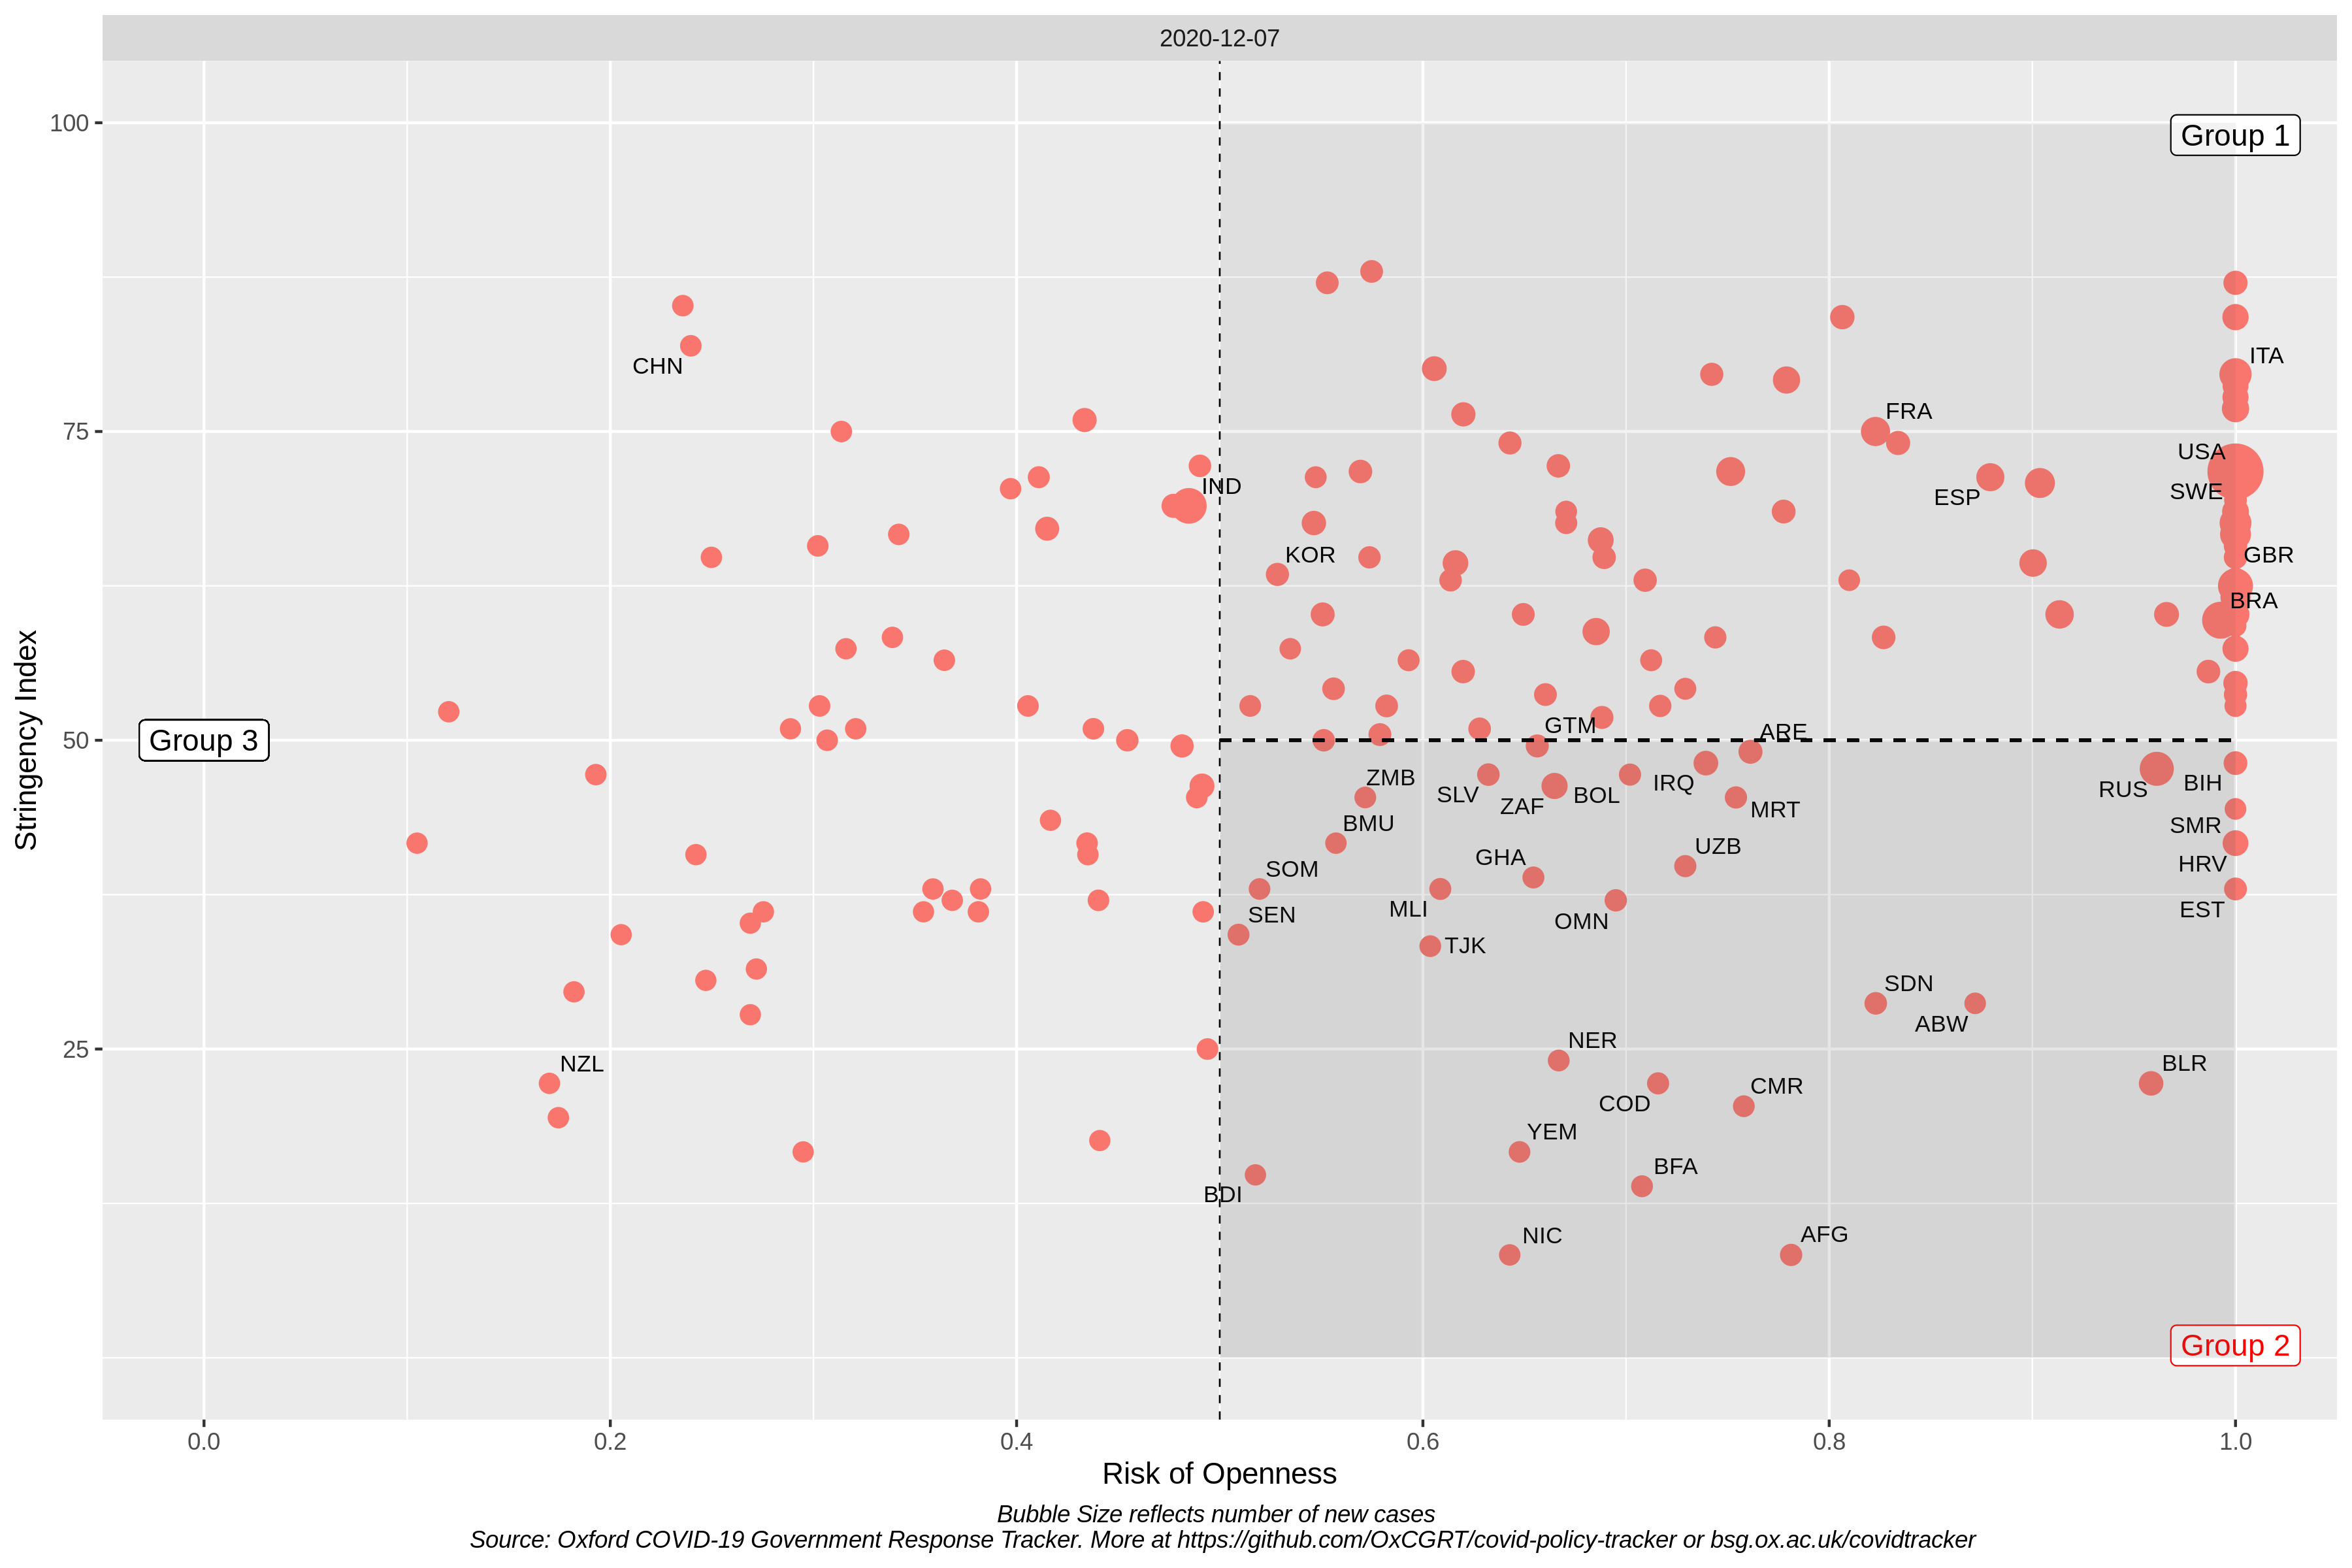 2020-12-07
100
Group 1
ITA
CHN
FRA
75
USA
IND
SWE
ESP
KOR
GBR
BRA
Stringency Index
GTM
ARE
50
Group 3
ZMB
IRQ
BIH
RUS
SLV
BOL
ZAF
MRT
BMU
SMR
UZB
GHA
HRV
SOM
MLI
EST
SEN
OMN
TJK
SDN
ABW
NER
25
NZL
BLR
CMR
COD
YEM
BFA
BDI
NIC
AFG
Group 2
0.0 0.2 0.4 0.6 0.8 1.0
Risk of Openness
Bubble Size reflects number of new cases
Source: Oxford COVID-19 Government Response Tracker. More at https://github.com/OxCGRT/covid-policy-tracker or bsg.ox.ac.uk/covidtracker